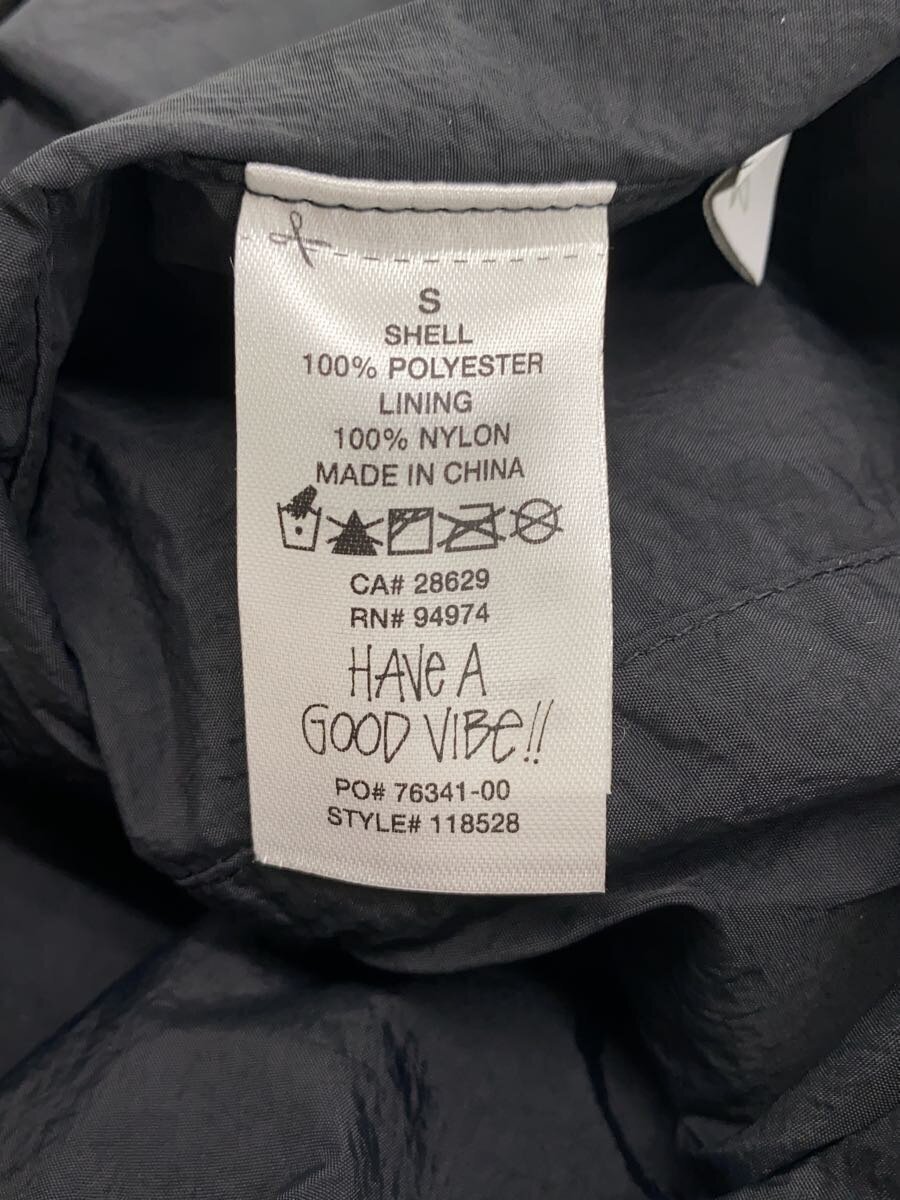 S
SHELL
100% POLYESTER
LINING
100% NYLON
MADE IN CHINA
CA# 28629
RN# 94974
HAVE A
GOOD VIBE!!
PO# 76341-00
STYLE# 118528